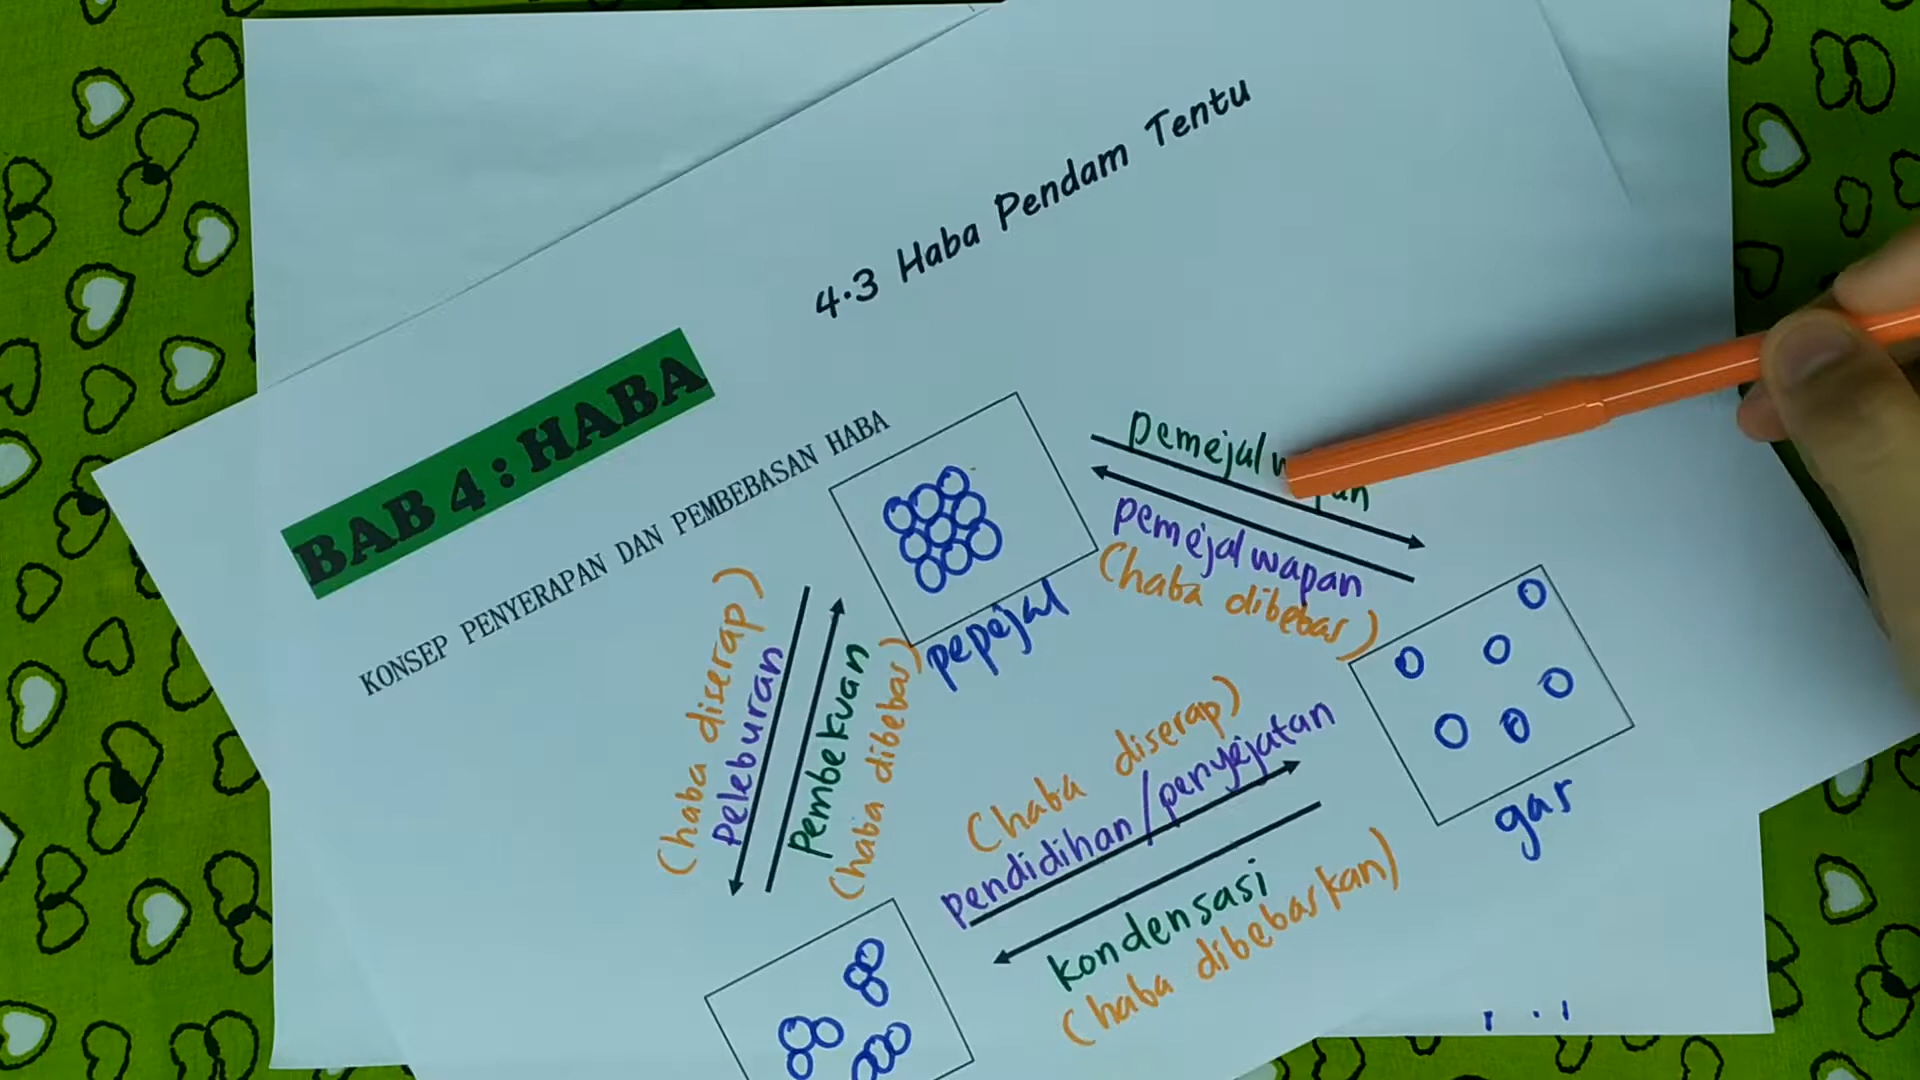 4.3 Haba Pendam Tentu
BAB 4 : HABA
KONSEP PENYERAPAN DAN PEMBEBASAN HABA
pemejal
pemejalwapan
(haba dibebas)
pepejal
(haba diserap)
Peleburan
Pembekuan
(haba dibebas)
(haba diserap)
pendidihan/penyejatan
gas
kondensasi
(haba dibebaskan)